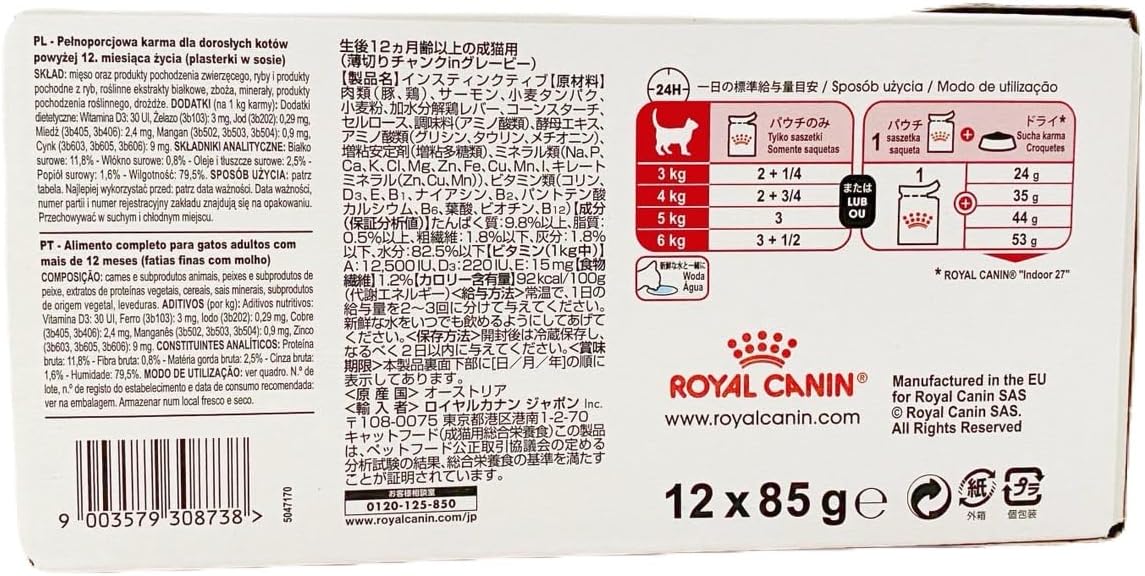 PL - Pełnoporcjowa karma dla dorosłych kotów
powyżej 12. miesiąca życia (plasterki w sosie)
SKŁAD: mięso oraz produkty pochodzenia zwierzęcego, ryby i produkty
pochodne z ryb, roślinne ekstrakty białkowe, zboża, minerały, produkty
pochodzenia roślinnego, drożdże. DODATKI (na 1 kg karmy): Dodatki
dietetyczne: Witamina D3: 30 UI, Żelazo (3b103): 3 mg, Jod (3b202): 0,29 mg,
Miedź (3b405, 3b406): 2,4 mg, Mangan (3b502, 3b503, 3b504): 0,9 mg,
Cynk (3b603, 3b605, 3b606): 9 mg. SKŁADNIKI ANALITYCZNE: Białko
surowe: 11,8% - Włókno surowe: 0,8% - Oleje i tłuszcze surowe: 2,5% -
Popiół surowy: 1,6% - Wilgotność: 79,5%. SPOSÓB UŻYCIA: patrz
tabela. Najlepiej wykorzystać przed: patrz data ważności. Data ważności,
numer partii i numer rejestracyjny zakładu znajdują się na opakowaniu.
Przechowywać w suchym i chłodnym miejscu.
PT - Alimento completo para gatos adultos com
mais de 12 meses (fatias finas com molho)
COMPOSIÇÃO: carnes e subprodutos animais, peixes e subprodutos de
peixe, extratos de proteínas vegetais, cereais, sais minerais, subprodutos
de origem vegetal, leveduras. ADITIVOS (por kg): Aditivos nutritivos:
Vitamina D3: 30 UI, Ferro (3b103): 3 mg, Iodo (3b202): 0,29 mg, Cobre
(3b405, 3b406): 2,4 mg, Manganês (3b502, 3b503, 3b504): 0,9 mg, Zinco
(3b603, 3b605, 3b606): 9 mg. CONSTITUINTES ANALÍTICOS: Proteína
bruta: 11,8% - Fibra bruta: 0,8% - Matéria gorda bruta: 2,5% - Cinza bruta:
1,6% - Humidade: 79,5%. MODO DE UTILIZAÇÃO: ver quadro. N.º de
lote, n.º de registo do estabelecimento e data de consumo recomendada:
ver na embalagem. Armazenar num local fresco e seco.
9 003579 308738 >
5047170
生後12ヵ月齢以上の成猫用
(薄切りチャンクinグレービー)
【製品名】インスティンクティブ【原材料】
肉類(豚、鶏)、サーモン、小麦タンパク、
小麦粉、加水分解鶏レバー、コーンスターチ、
セルロース、調味料(アミノ酸類)、酵母エキス、
アミノ酸類(グリシン、タウリン、メチオニン)、
増粘安定剤(増粘多糖類)、ミネラル類(Na, P,
Ca, K, Cl, Mg, Zn, Fe, Cu, Mn, I, キレート
ミネラル(Zn, Cu, Mn))、ビタミン類(コリン、
D3, E, B1, ナイアシン、B2, パントテン酸
カルシウム、B6, 葉酸、ビオチン、B12)【成分
(保証分析値)】たんぱく質:9.8%以上、脂質:
0.5%以上、粗繊維:1.8%以下、灰分:1.8%
以下、水分:82.5%以下【ビタミン(1kg中)】
A:12,500IU, D3:220IU, E:15mg【食物
繊維】1.2%【カロリー含有量】92kcal/100g
(代謝エネルギー)<給与方法>常温で、1日の
給与量を2~3回に分けて与えてください。
新鮮な水をいつでも飲めるようにしてあげて
ください。<保存方法>開封後は冷蔵保存し、
なるべく2日以内に与えてください。<賞味
期限>本製品裏面下部に[日/月/年]の順に
表示してあります。
<原産国> オーストリア
<輸入者> ロイヤルカナン ジャポン Inc.
〒108-0075 東京都港区港南1-2-70
キャットフード(成猫用総合栄養食)この製品
は、ペットフード公正取引協議会の定める
分析試験の結果、総合栄養食の基準を満たす
ことが証明されています。
お客様相談室
0120-125-850
www.royalcanin.com/jp
24H 一日の標準給与量目安 / Sposób użycia / Modo de utilização
パウチのみ
Tylko saszetki
Somente saquetas
3 kg 2 + 1/4
4 kg 2 + 3/4
5 kg 3
6 kg 3 + 1/2
または
LUB
OU
1 パウチ
saszetka
saqueta
+
ドライ*
Sucha karma
Croquetes
1
+
24 g
35 g
44 g
53 g
* ROYAL CANIN® "Indoor 27"
新鮮な水と一緒に
Woda
Água
ROYAL CANIN®
www.royalcanin.com
Manufactured in the EU
for Royal Canin SAS
© Royal Canin SAS.
All Rights Reserved
12 x 85 g e
紙
外箱
プラ
個包装